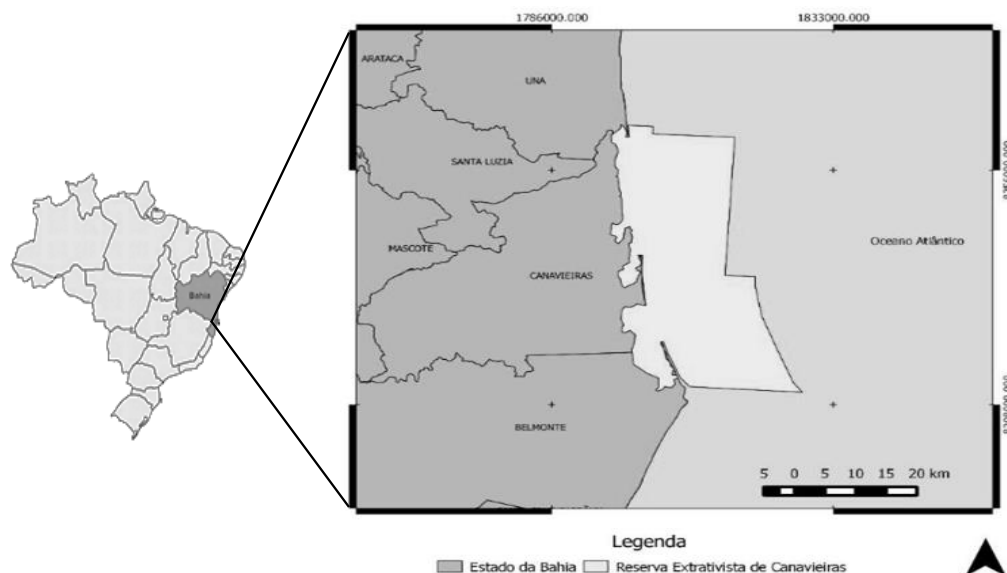 1786000.000 1833000.000
ARATACA
UNA
SANTA LUZIA
MASCOTE
CANAVIEIRAS
Oceano Atlântico
Bahia
BELMONTE
5 0 5 10 15 20 km
Legenda
Estado da Bahia Reserva Extrativista de Canavieiras